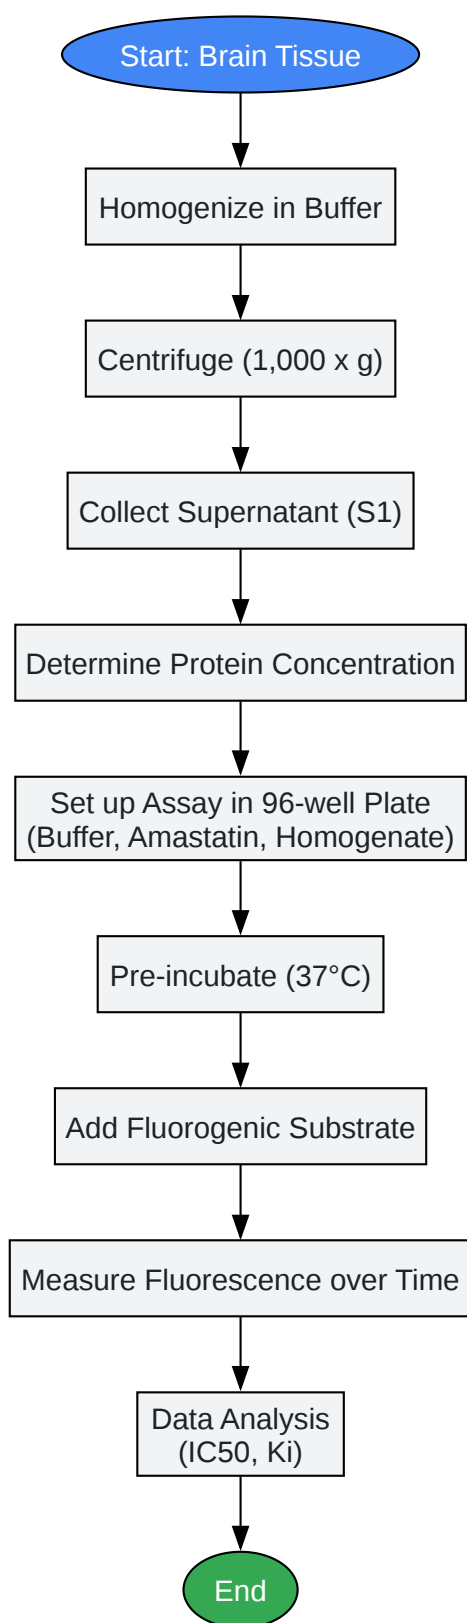 Start: Brain Tissue
Homogenize in Buffer
Centrifuge (1,000 x g)
Collect Supernatant (S1)
Determine Protein Concentration
Set up Assay in 96-well Plate
(Buffer, Amastatin, Homogenate)
Pre-incubate (37°C)
Add Fluorogenic Substrate
Measure Fluorescence over Time
Data Analysis
(IC50, Ki)
End